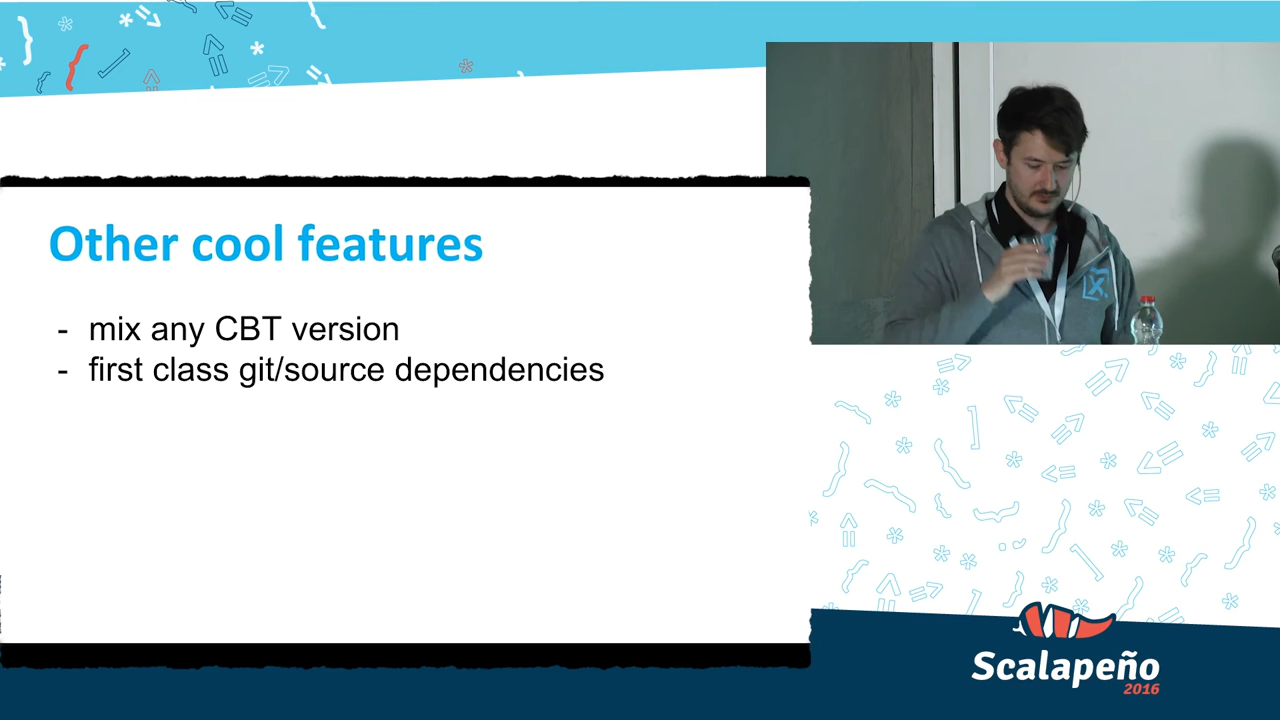 Other cool features
- mix any CBT version
- first class git/source dependencies
Scalapeño
2016